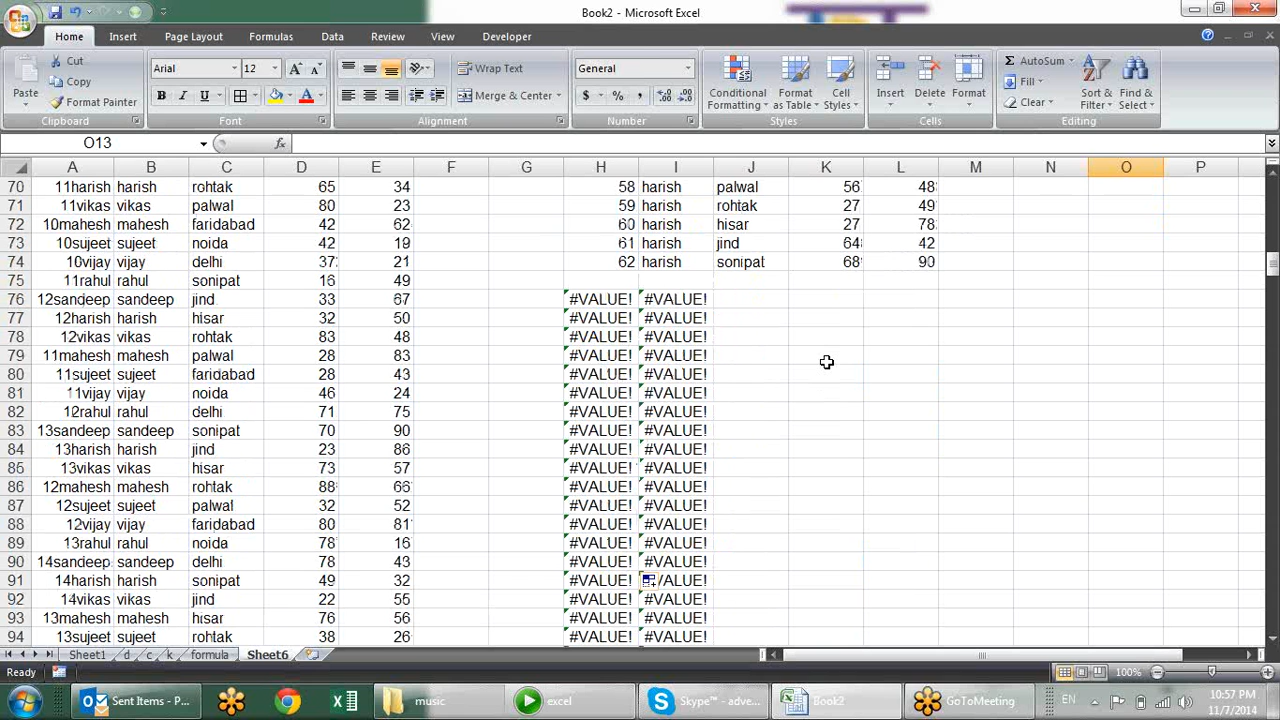 Book2 - Microsoft Excel
Home Insert Page Layout Formulas Data Review View Developer
Cut Arial 12 Wrap Text General AutoSum
Copy Fill
Paste Format Painter B I U Merge & Center $ % , Conditional Formatting Format as Table Cell Styles Insert Delete Format Clear Sort & Filter Find & Select
Clipboard Font Alignment Number Styles Cells Editing
O13 fx
A B C D E F G H I J K L M N O P
70 11harish harish rohtak 65 34 58 harish palwal 56 48
71 11vikas vikas palwal 80 23 59 harish rohtak 27 49
72 10mahesh mahesh faridabad 42 62 60 harish hisar 27 78
73 10sujeet sujeet noida 42 19 61 harish jind 64 42
74 10vijay vijay delhi 37 21 62 harish sonipat 68 90
75 11rahul rahul sonipat 16 49
76 12sandeep sandeep jind 33 67 #VALUE! #VALUE!
77 12harish harish hisar 32 50 #VALUE! #VALUE!
78 12vikas vikas rohtak 83 48 #VALUE! #VALUE!
79 11mahesh mahesh palwal 28 83 #VALUE! #VALUE!
80 11sujeet sujeet faridabad 28 43 #VALUE! #VALUE!
81 11vijay vijay noida 46 24 #VALUE! #VALUE!
82 12rahul rahul delhi 71 75 #VALUE! #VALUE!
83 13sandeep sandeep sonipat 70 90 #VALUE! #VALUE!
84 13harish harish jind 23 86 #VALUE! #VALUE!
85 13vikas vikas hisar 73 57 #VALUE! #VALUE!
86 12mahesh mahesh rohtak 88 66 #VALUE! #VALUE!
87 12sujeet sujeet palwal 32 52 #VALUE! #VALUE!
88 12vijay vijay faridabad 80 81 #VALUE! #VALUE!
89 13rahul rahul noida 78 16 #VALUE! #VALUE!
90 14sandeep sandeep delhi 78 43 #VALUE! #VALUE!
91 14harish harish sonipat 49 32 #VALUE! VALUE!
92 14vikas vikas jind 22 55 #VALUE! #VALUE!
93 13mahesh mahesh hisar 76 56 #VALUE! #VALUE!
94 13sujeet sujeet rohtak 38 26 #VALUE! #VALUE!
Sheet1 d c k formula Sheet6
Ready 100%
Sent Items - P... music excel Skype™ - adve... Book2 GoToMeeting EN 10:57 PM
11/7/2014